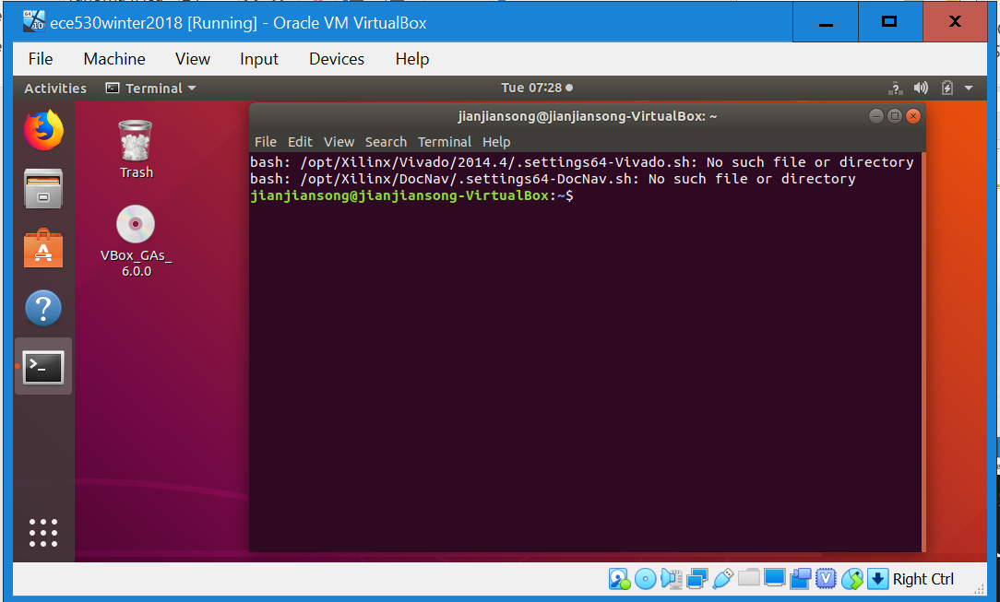 ece530winter2018 [Running] - Oracle VM VirtualBox
File Machine View Input Devices Help
Activities Terminal Tue 07:28
jianjiansong@jianjiansong-VirtualBox: ~
File Edit View Search Terminal Help
bash: /opt/Xilinx/Vivado/2014.4/.settings64-Vivado.sh: No such file or directory
bash: /opt/Xilinx/DocNav/.settings64-DocNav.sh: No such file or directory
jianjiansong@jianjiansong-VirtualBox:~$
Trash
VBox_GAs_
6.0.0
Right Ctrl